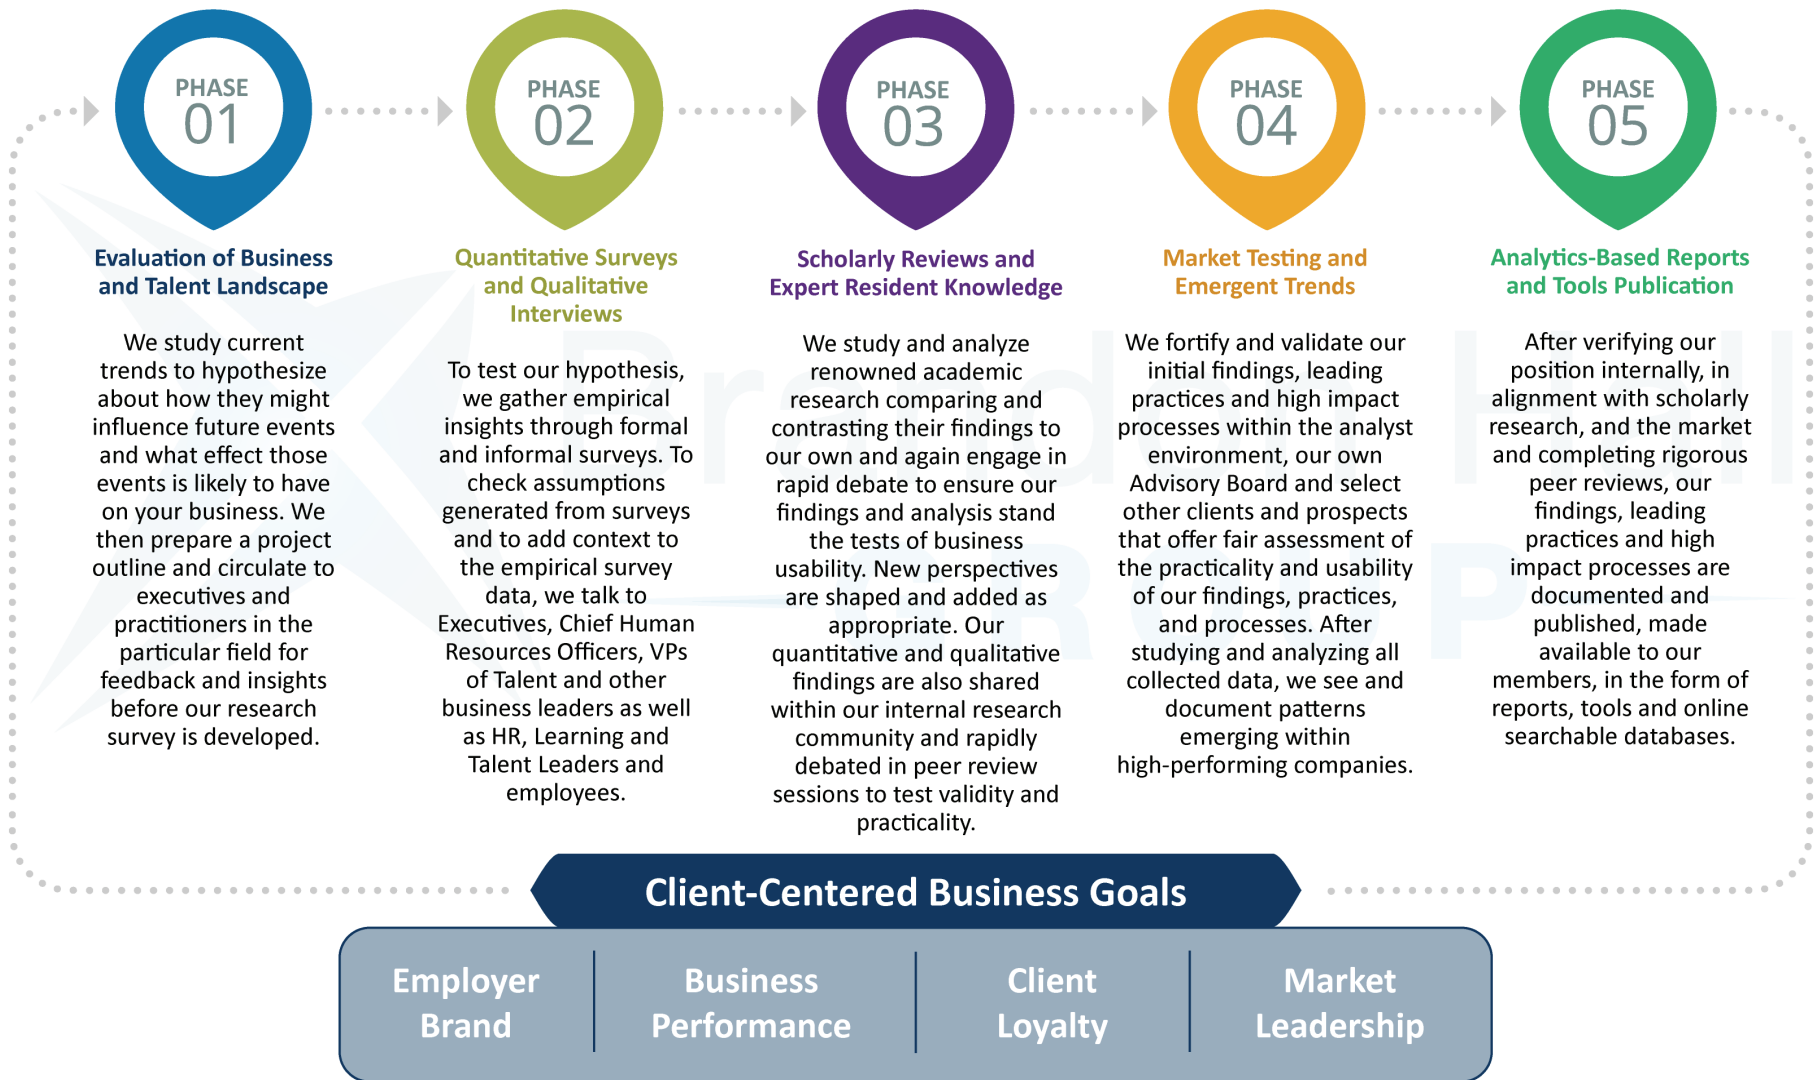 PHASE
01
Evaluation of Business
and Talent Landscape
We study current
trends to hypothesize
about how they might
influence future events
and what effect those
events is likely to have
on your business. We
then prepare a project
outline and circulate to
executives and
practitioners in the
particular field for
feedback and insights
before our research
survey is developed.
PHASE
02
Quantitative Surveys
and Qualitative
Interviews
To test our hypothesis,
we gather empirical
insights through formal
and informal surveys. To
check assumptions
generated from surveys
and to add context to
the empirical survey
data, we talk to
Executives, Chief Human
Resources Officers, VPs
of Talent and other
business leaders as well
as HR, Learning and
Talent Leaders and
employees.
PHASE
03
Scholarly Reviews and
Expert Resident Knowledge
We study and analyze
renowned academic
research comparing and
contrasting their findings to
our own and again engage in
rapid debate to ensure our
findings and analysis stand
the tests of business
usability. New perspectives
are shaped and added as
appropriate. Our
quantitative and qualitative
findings are also shared
within our internal research
community and rapidly
debated in peer review
sessions to test validity and
practicality.
PHASE
04
Market Testing and
Emergent Trends
We fortify and validate our
initial findings, leading
practices and high impact
processes within the analyst
environment, our own
Advisory Board and select
other clients and prospects
that offer fair assessment of
the practicality and usability
of our findings, practices,
and processes. After
studying and analyzing all
collected data, we see and
document patterns
emerging within
high-performing companies.
PHASE
05
Analytics-Based Reports
and Tools Publication
After verifying our
position internally, in
alignment with scholarly
research, and the market
and completing rigorous
peer reviews, our
findings, leading
practices and high
impact processes are
documented and
published, made
available to our
members, in the form of
reports, tools and online
searchable databases.
Brandon Hall
GROUP
Client-Centered Business Goals
Employer
Brand
Business
Performance
Client
Loyalty
Market
Leadership